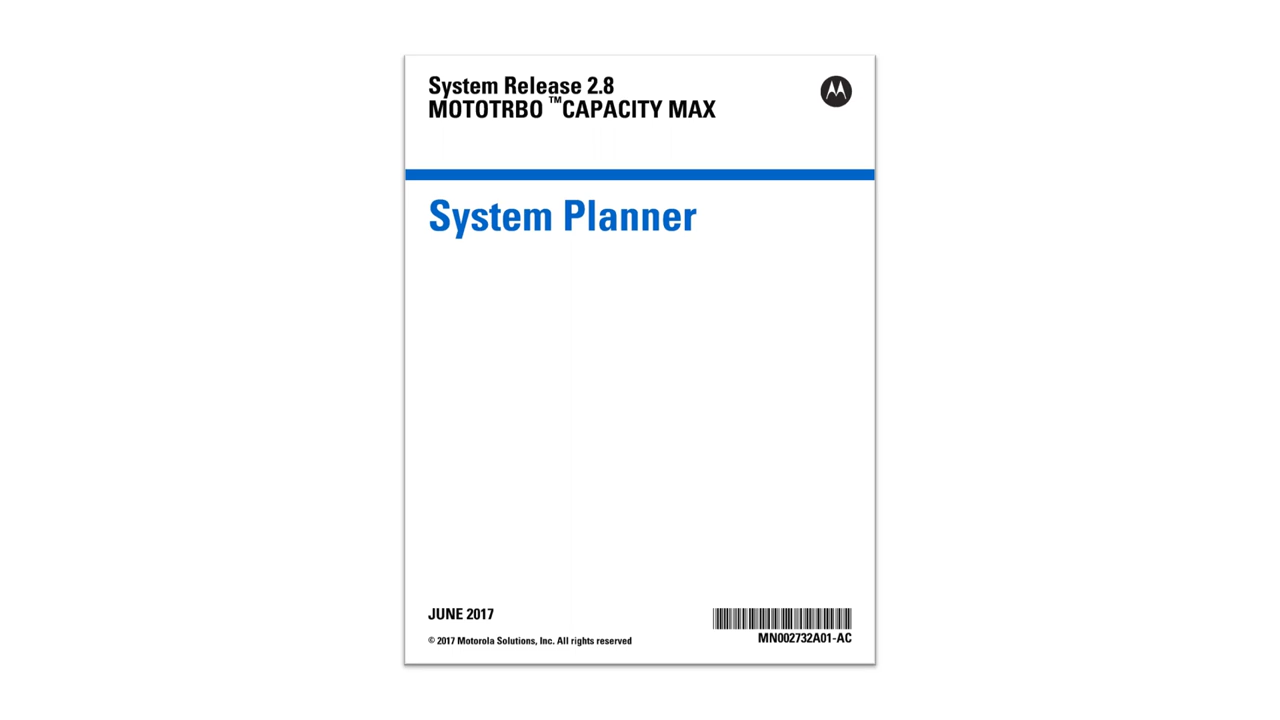 System Release 2.8
MOTOTRBO ™CAPACITY MAX
System Planner
JUNE 2017
© 2017 Motorola Solutions, Inc. All rights reserved
MN002732A01-AC